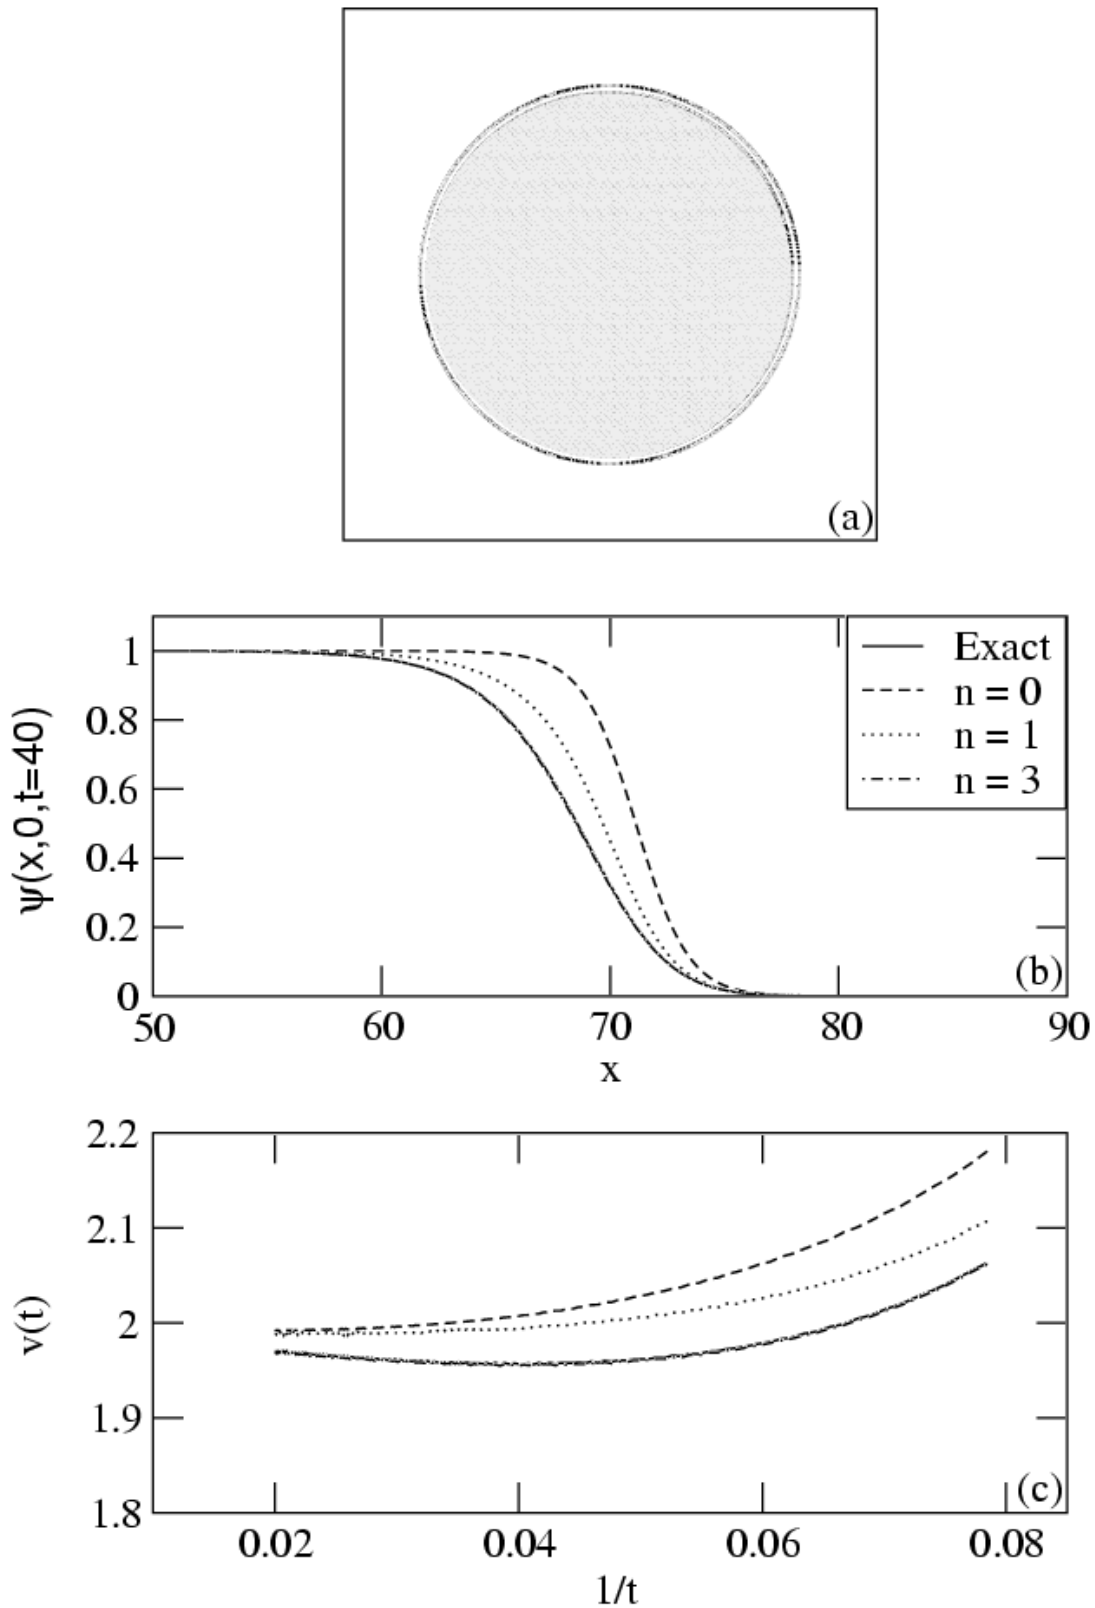 (a)
1
0.8
0.6
0.4
0.2
0
ψ(x,0,t=40)
Exact
n = 0
n = 1
n = 3
(b)
50 60 70 80 90
x
2.2
2.1
2
1.9
1.8
v(t)
(c)
0.02 0.04 0.06 0.08
1/t